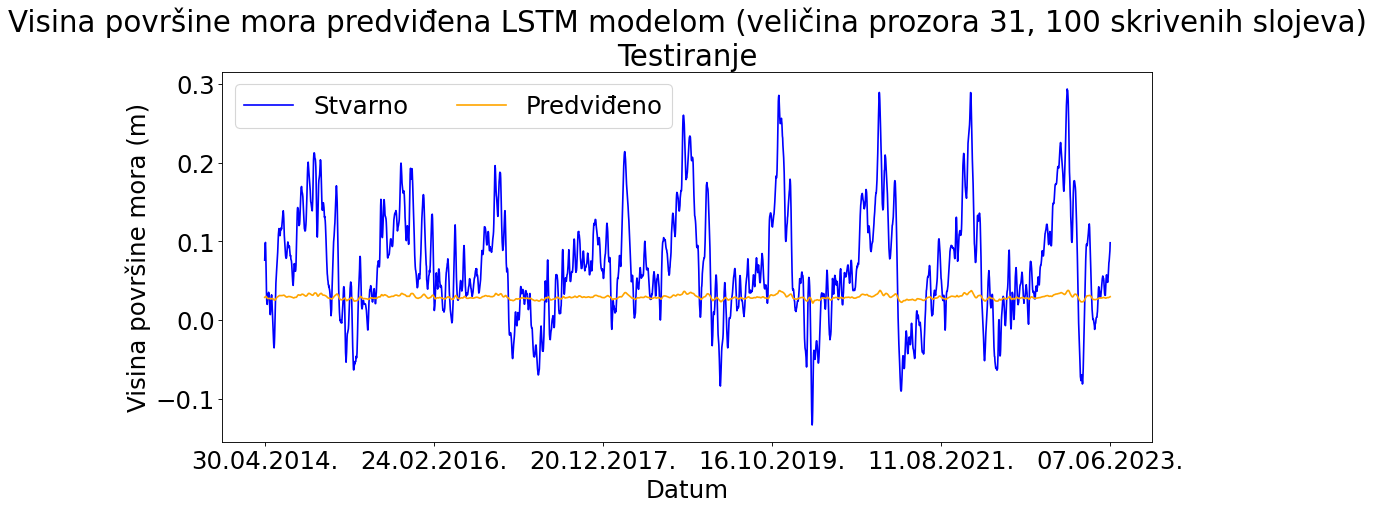 Visina površine mora predviđena LSTM modelom (veličina prozora 31, 100 skrivenih slojeva)
Testiranje
Stvarno
Predviđeno
Visina površine mora (m)
0.3
0.2
0.1
0.0
−0.1
30.04.2014.
24.02.2016.
20.12.2017.
16.10.2019.
11.08.2021.
07.06.2023.
Datum